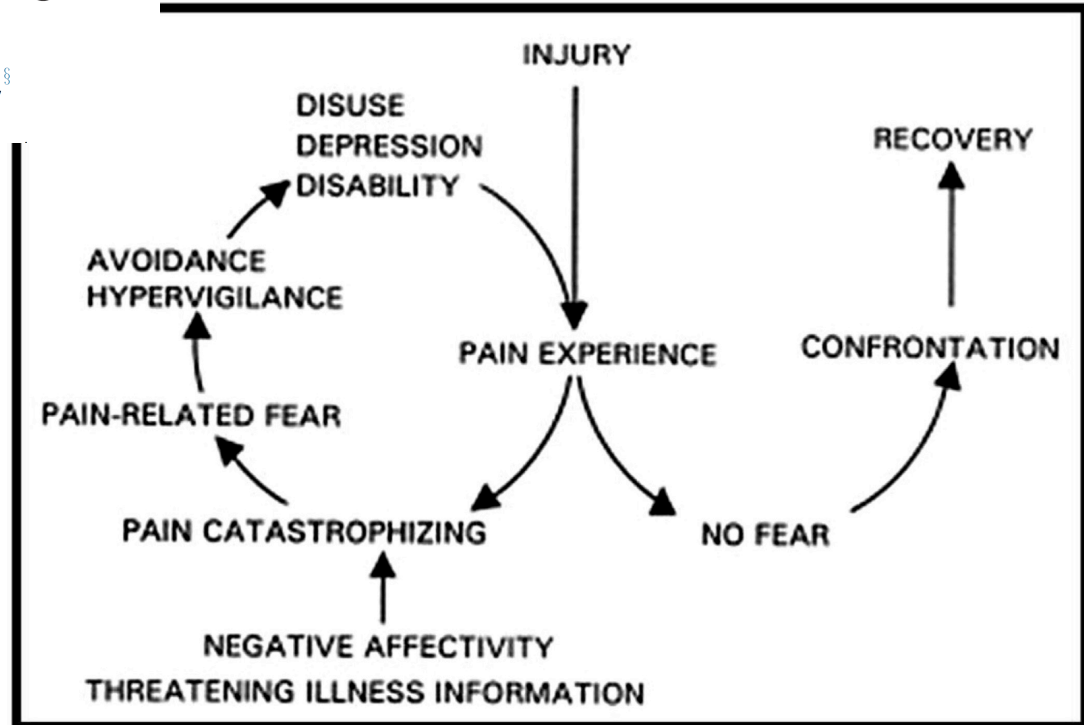 §
INJURY
DISUSE
DEPRESSION
DISABILITY
RECOVERY
AVOIDANCE
HYPERVIGILANCE
PAIN EXPERIENCE
CONFRONTATION
PAIN-RELATED FEAR
PAIN CATASTROPHIZING
NO FEAR
NEGATIVE AFFECTIVITY
THREATENING ILLNESS INFORMATION